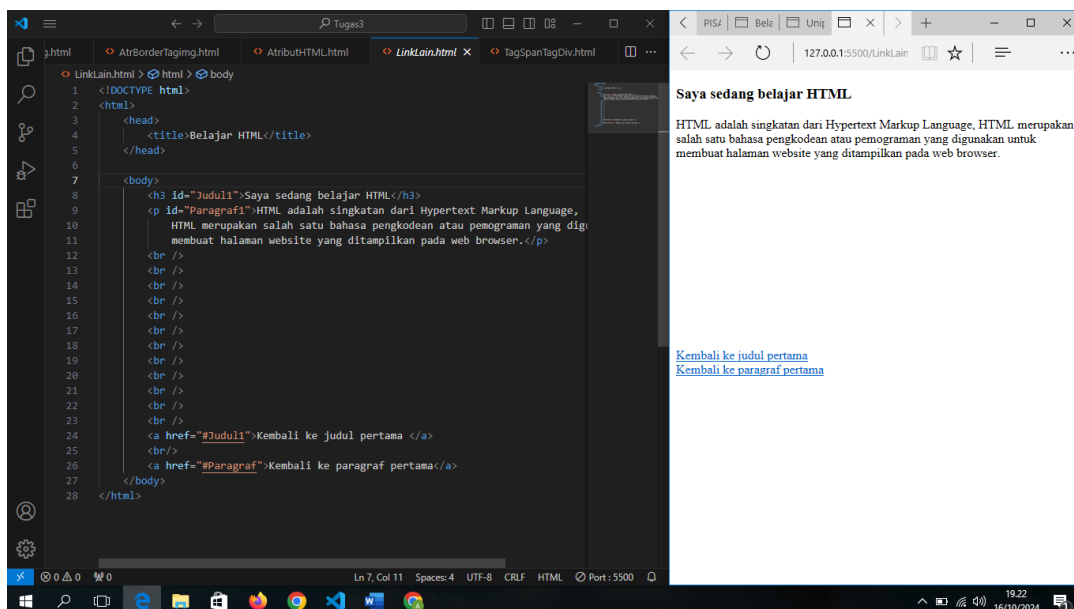 Tugas3
g.html
AtrBorderTagimg.html
AtributHTML.html
LinkLain.html
TagSpanTagDiv.html
LinkLain.html > html > body
1 <!DOCTYPE html>
2 <html>
3 <head>
4 <title>Belajar HTML</title>
5 </head>
6
7 <body>
8 <h3 id="Judul1">Saya sedang belajar HTML</h3>
9 <p id="Paragraf1">HTML adalah singkatan dari Hypertext Markup Language,
10 HTML merupakan salah satu bahasa pengkodean atau pemograman yang digu
11 membuat halaman website yang ditampilkan pada web browser.</p>
12 <br />
13 <br />
14 <br />
15 <br />
16 <br />
17 <br />
18 <br />
19 <br />
20 <br />
21 <br />
22 <br />
23 <br />
24 <a href="#Judul1">Kembali ke judul pertama </a>
25 <br/>
26 <a href="#Paragraf">Kembali ke paragraf pertama</a>
27 </body>
28 </html>
0 0 0
Ln 7, Col 11 Spaces: 4 UTF-8 CRLF HTML Port : 5500
Bela
127.0.0.1:5500/LinkLain
Saya sedang belajar HTML
HTML adalah singkatan dari Hypertext Markup Language, HTML merupakan
salah satu bahasa pengkodean atau pemograman yang digunakan untuk
membuat halaman website yang ditampilkan pada web browser.
Kembali ke judul pertama
Kembali ke paragraf pertama
19.22
16/10/2024